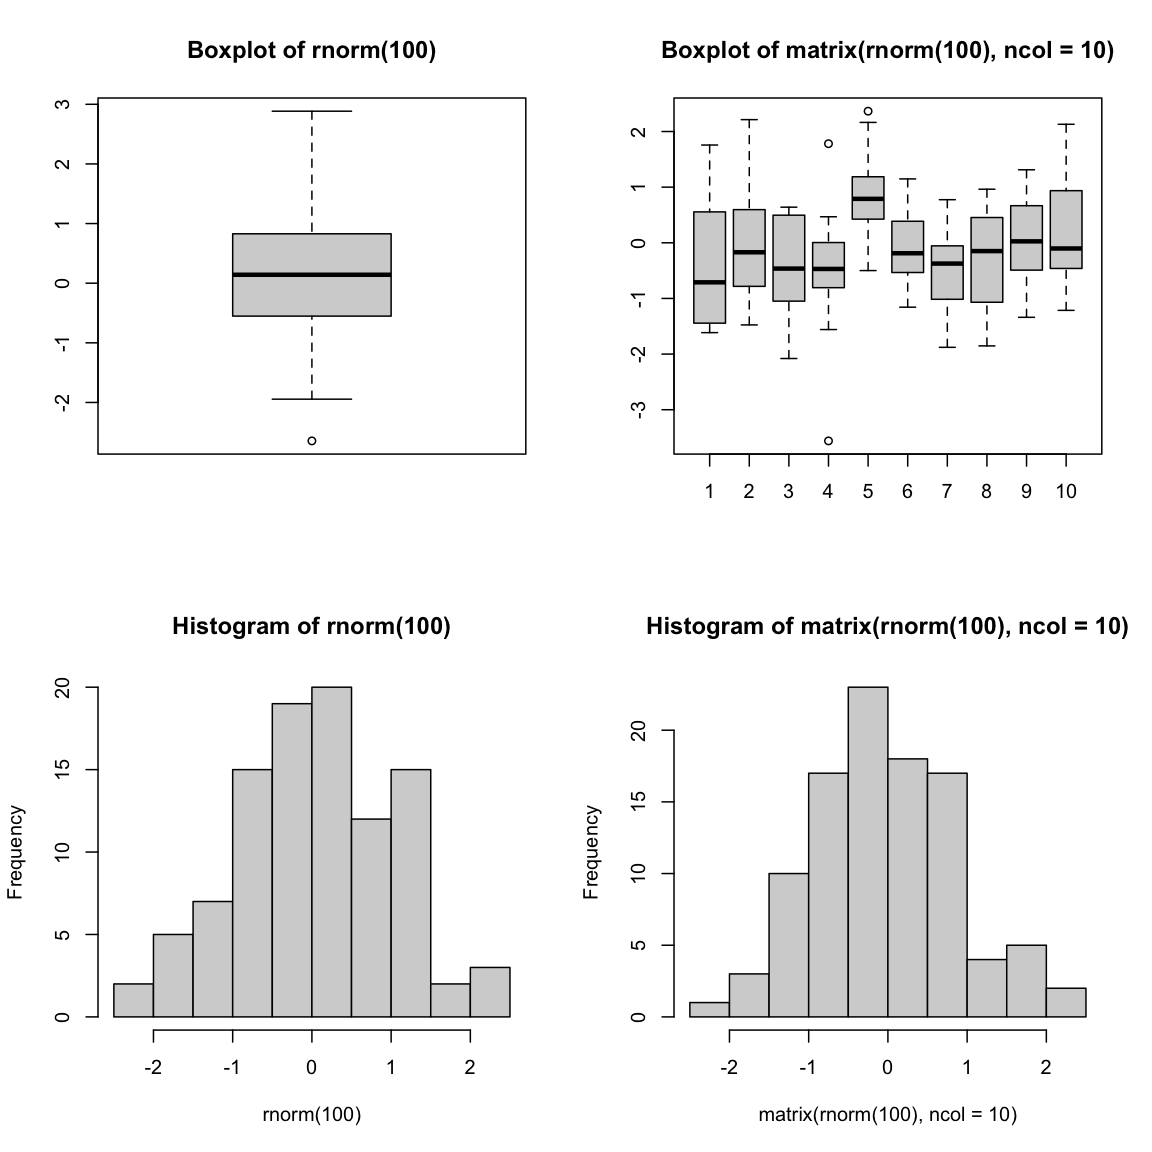 Boxplot of rnorm(100)
3
2
1
0
-1
-2
Boxplot of matrix(rnorm(100), ncol = 10)
2
1
0
-1
-2
-3
1 2 3 4 5 6 7 8 9 10
Histogram of rnorm(100)
Frequency
20
15
10
5
0
-2 -1 0 1 2
rnorm(100)
Histogram of matrix(rnorm(100), ncol = 10)
Frequency
20
15
10
5
0
-2 -1 0 1 2
matrix(rnorm(100), ncol = 10)